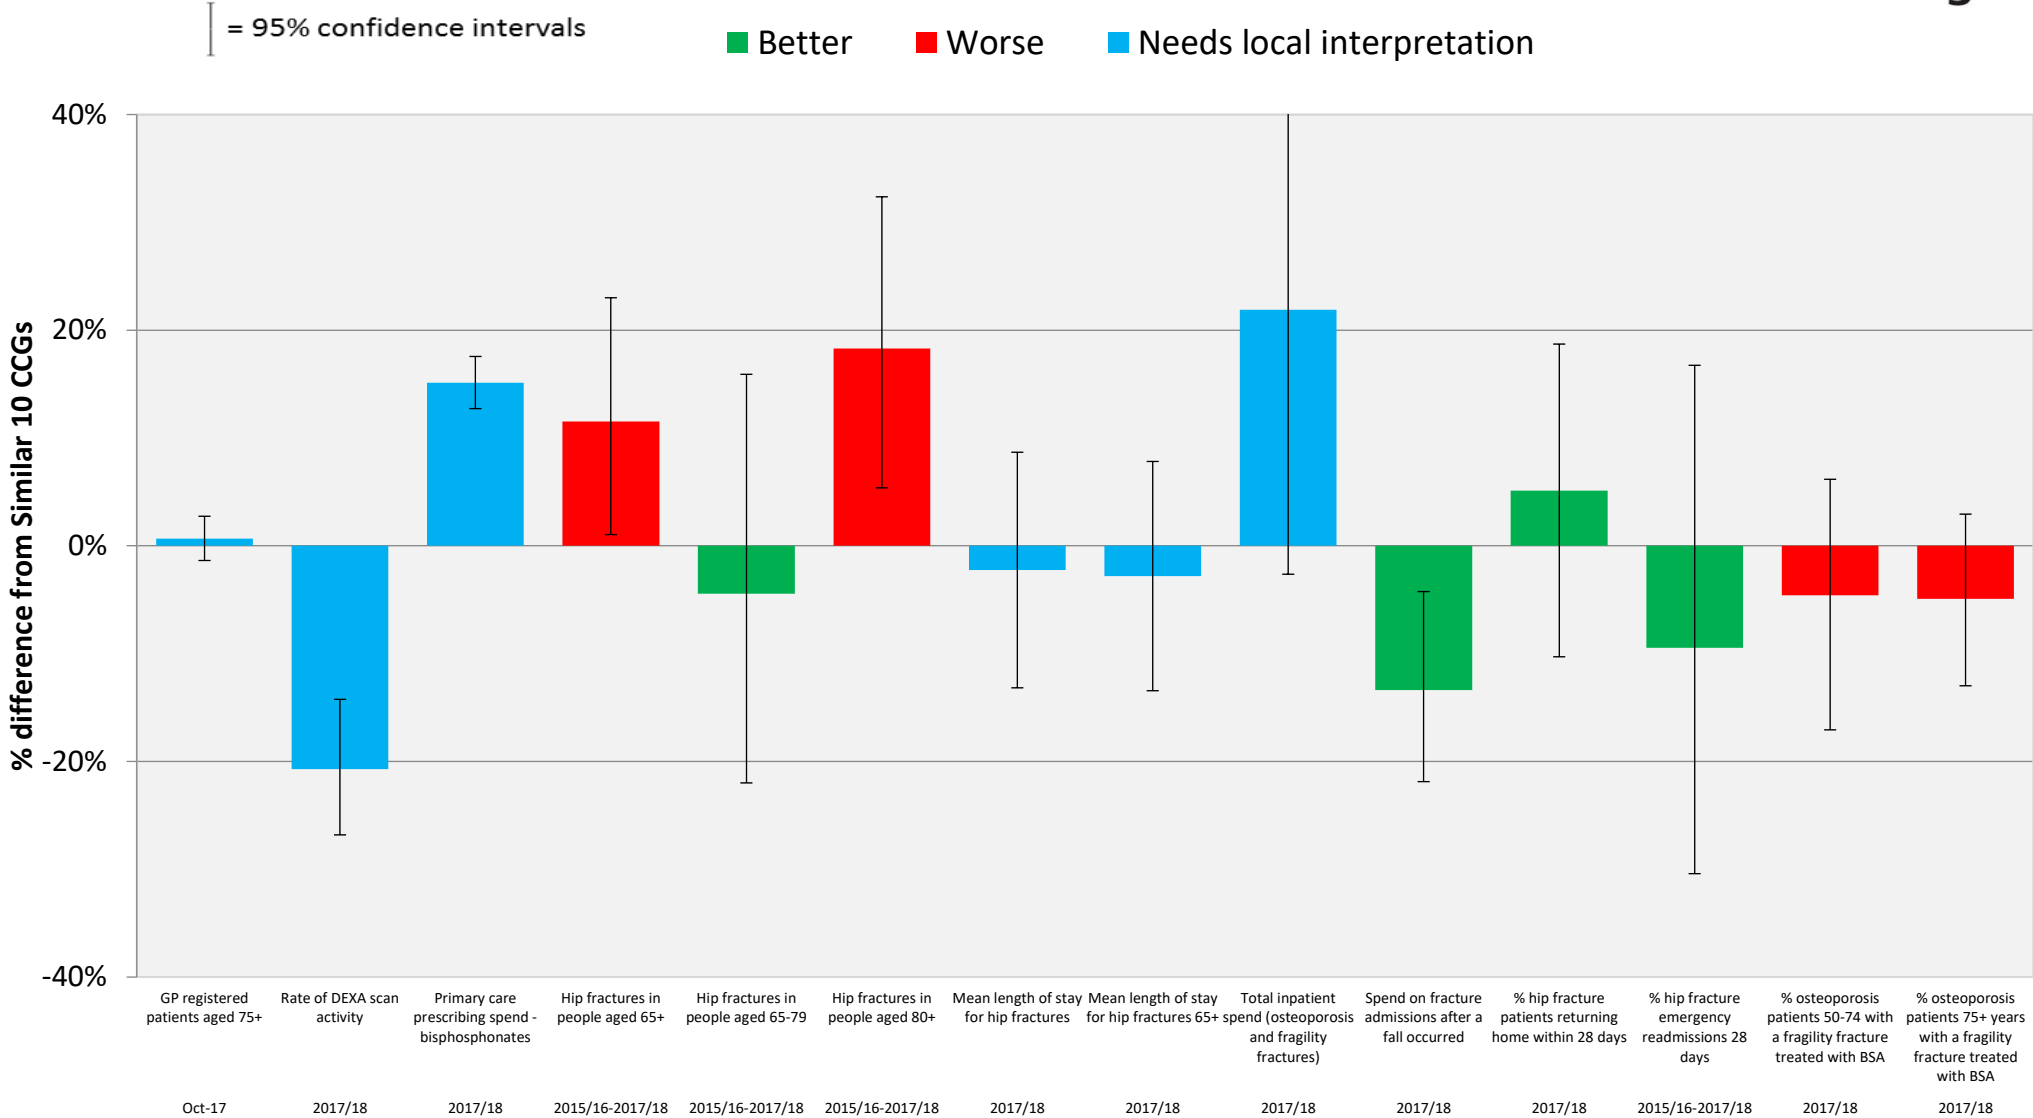 = 95% confidence intervals
Better Worse Needs local interpretation
% difference from Similar 10 CCGs
40%
20%
0%
-20%
-40%
GP registered
patients aged 75+
Oct-17
Rate of DEXA scan
activity
2017/18
Primary care
prescribing spend -
bisphosphonates
2017/18
Hip fractures in
people aged 65+
2015/16-2017/18
Hip fractures in
people aged 65-79
2015/16-2017/18
Hip fractures in
people aged 80+
2015/16-2017/18
Mean length of stay
for hip fractures
2017/18
Mean length of stay
for hip fractures 65+
2017/18
Total inpatient
spend (osteoporosis
and fragility
fractures)
2017/18
Spend on fracture
admissions after a
fall occurred
2017/18
% hip fracture
patients returning
home within 28 days
2017/18
% hip fracture
emergency
readmissions 28
days
2015/16-2017/18
% osteoporosis
patients 50-74 with
a fragility fracture
treated with BSA
2017/18
% osteoporosis
patients 75+ years
with a fragility
fracture treated
with BSA
2017/18